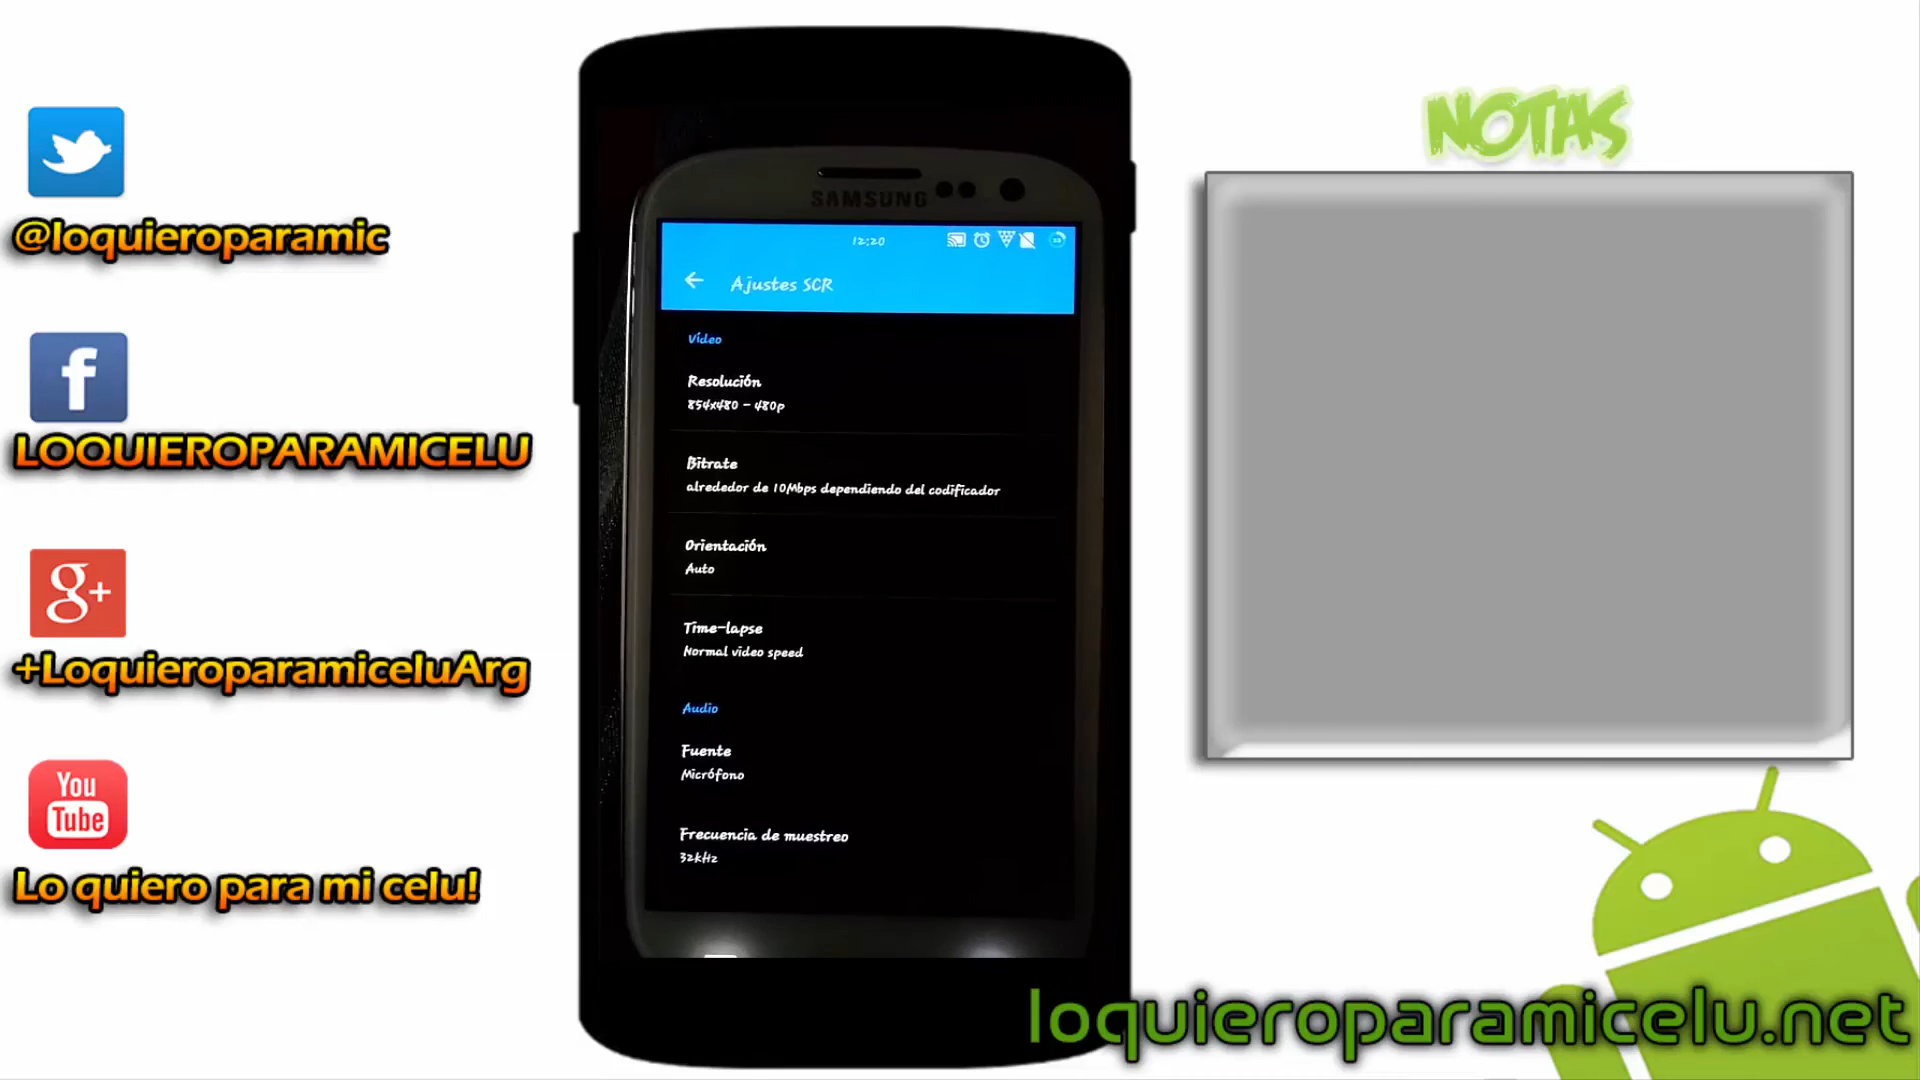 @loquieroparamic
f
LOQUIEROPARAMICELU
g+
+LoquieroparamiceluArg
You
Tube
Lo quiero para mi celu!
SAMSUNG
12:20
33
Ajustes SCR
Vídeo
Resolución
854x480 - 480p
Bitrate
alrededor de 10Mbps dependiendo del codificador
Orientación
Auto
Time-lapse
Normal video speed
Audio
Fuente
Micrófono
Frecuencia de muestreo
32kHz
NOTAS
loquieroparamicelu.net